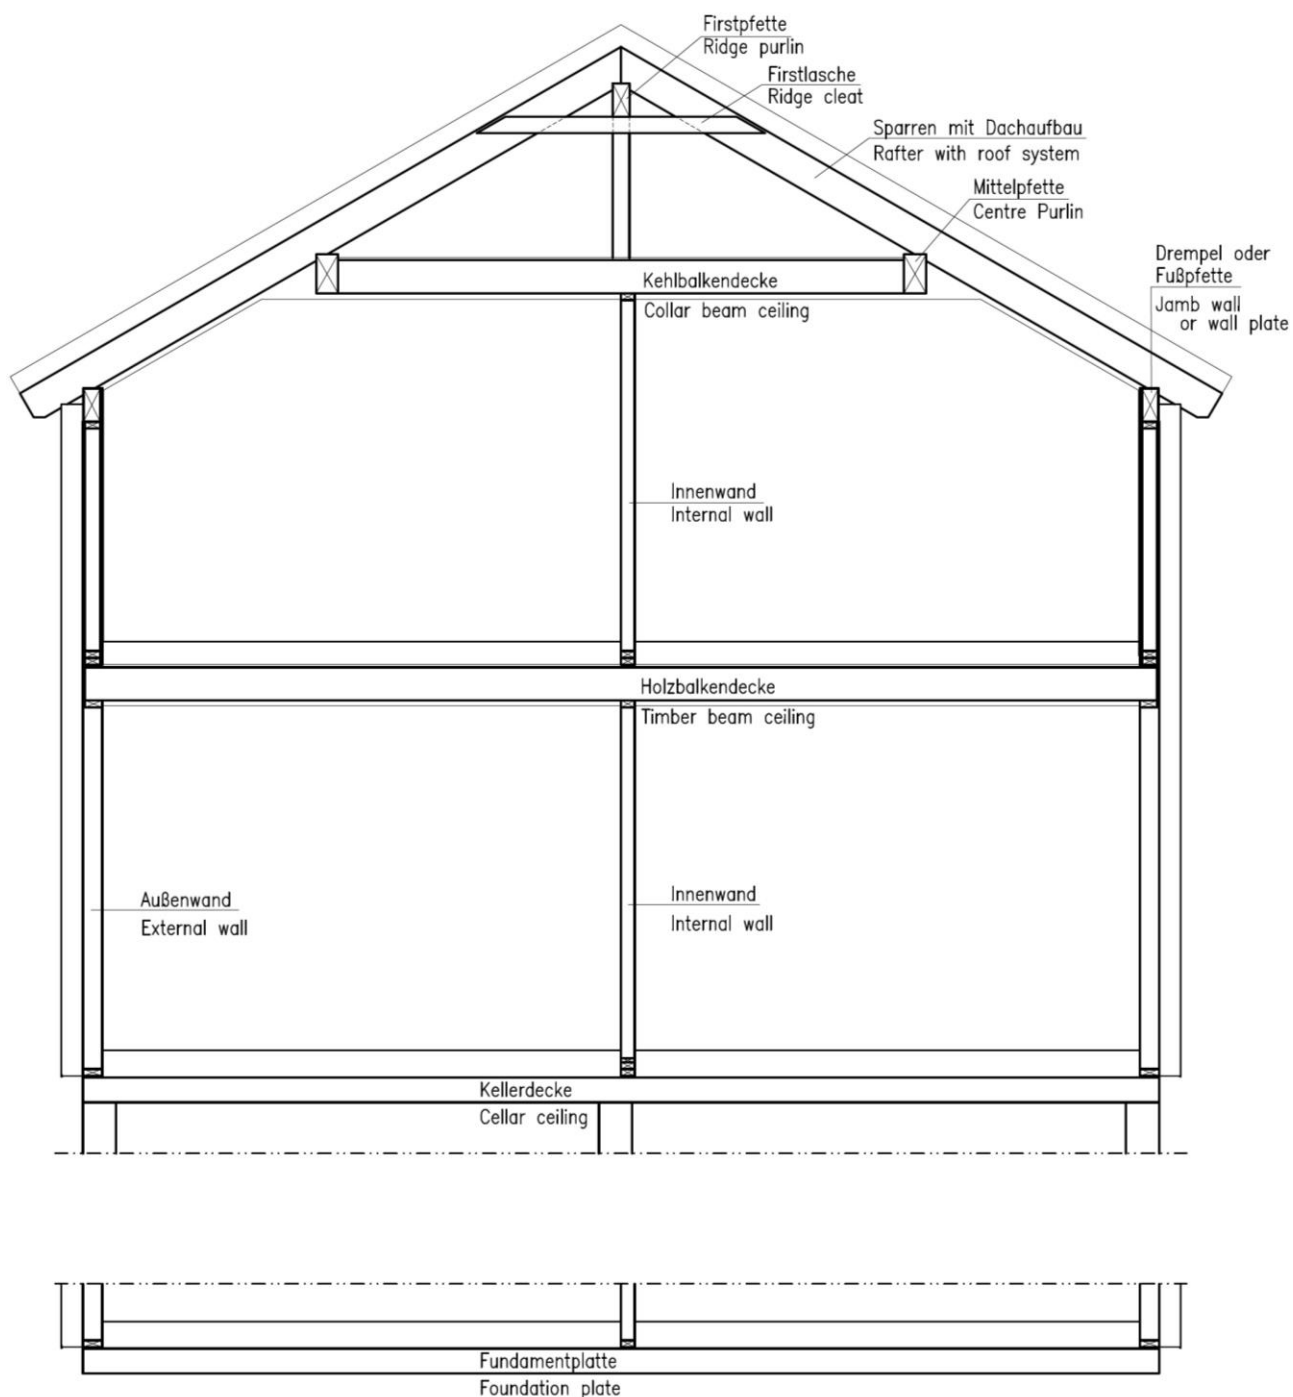 Firstpfette
Ridge purlin
Firstlasche
Ridge cleat
Sparren mit Dachaufbau
Rafter with roof system
Mittelpfette
Centre Purlin
Drempel oder
Fußpfette
Jamb wall
or wall plate
Kehlbalkendecke
Collar beam ceiling
Innenwand
Internal wall
Holzbalkendecke
Timber beam ceiling
Außenwand
External wall
Innenwand
Internal wall
Kellerdecke
Cellar ceiling
Fundamentplatte
Foundation plate